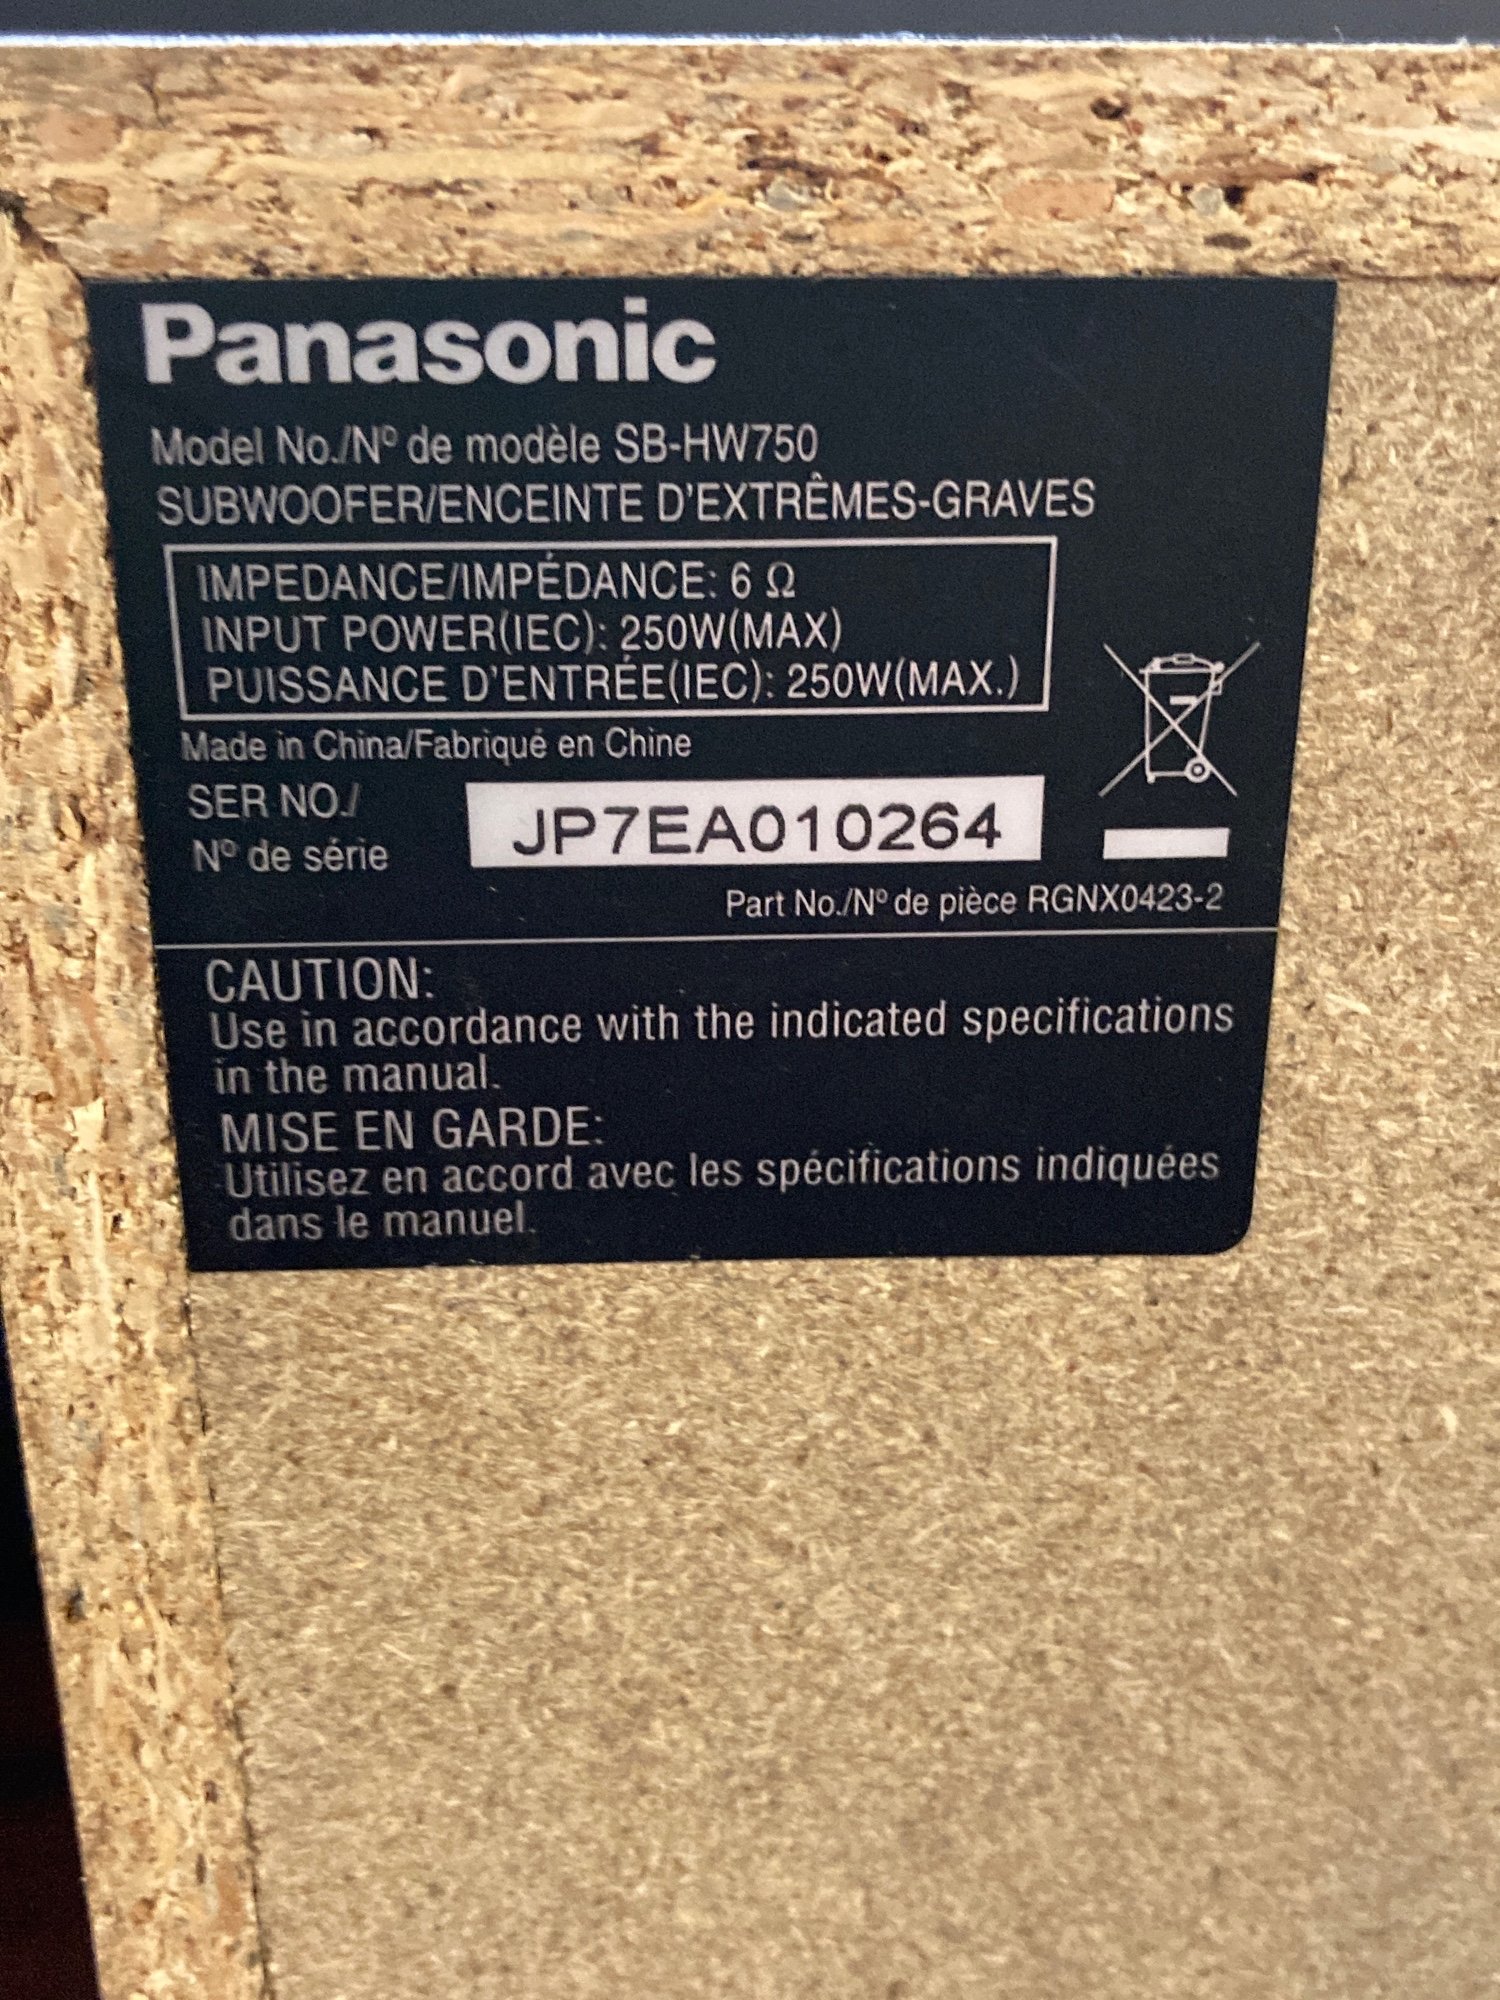 Panasonic
Model No./Nº de modèle SB-HW750
SUBWOOFER/ENCEINTE D'EXTRÊMES-GRAVES
IMPEDANCE/IMPÉDANCE: 6 Ω
INPUT POWER(IEC): 250W(MAX)
PUISSANCE D'ENTRÉE(IEC): 250W(MAX.)
Made in China/Fabriqué en Chine
SER NO./
Nº de série
JP7EA010264
Part No./Nº de pièce RGNX0423-2
CAUTION:
Use in accordance with the indicated specifications
in the manual.
MISE EN GARDE:
Utilisez en accord avec les spécifications indiquées
dans le manuel.